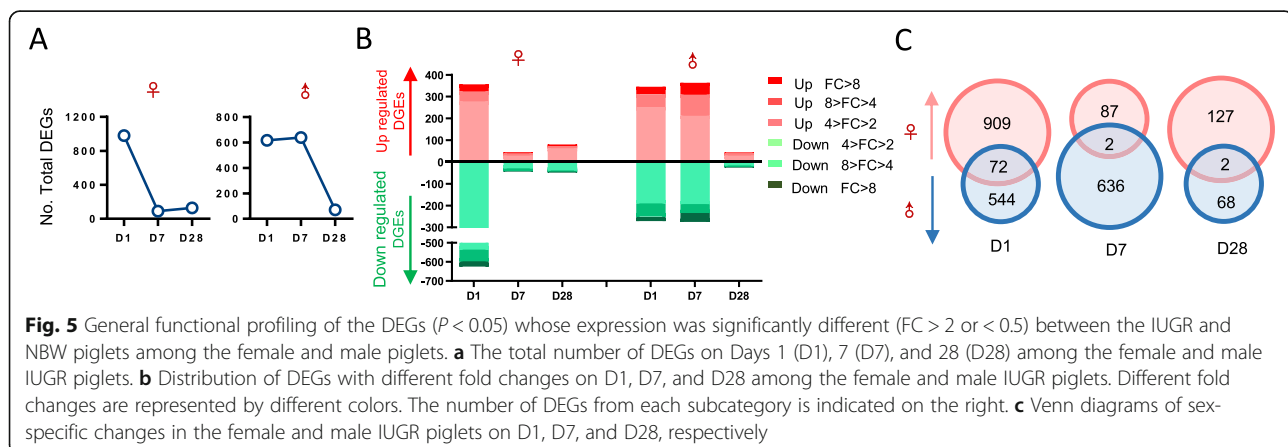 A
B
C
♀
♂
No. Total DEGs
1200
800
400
0
D1 D7 D28
800
600
400
200
0
D1 D7 D28
♀
♂
Up regulated
DGEs
Down regulated
DGEs
400
300
200
100
0
-100
-200
-300
-500
-600
-700
D1 D7 D28 D1 D7 D28
Up FC>8
Up 8>FC>4
Up 4>FC>2
Down 4>FC>2
Down 8>FC>4
Down FC>8
♀
♂
909
72
544
D1
87
2
636
D7
127
2
68
D28
Fig. 5 General functional profiling of the DEGs (P < 0.05) whose expression was significantly different (FC > 2 or < 0.5) between the IUGR and
NBW piglets among the female and male piglets. a The total number of DEGs on Days 1 (D1), 7 (D7), and 28 (D28) among the female and male
IUGR piglets. b Distribution of DEGs with different fold changes on D1, D7, and D28 among the female and male IUGR piglets. Different fold
changes are represented by different colors. The number of DEGs from each subcategory is indicated on the right. c Venn diagrams of sex-
specific changes in the female and male IUGR piglets on D1, D7, and D28, respectively